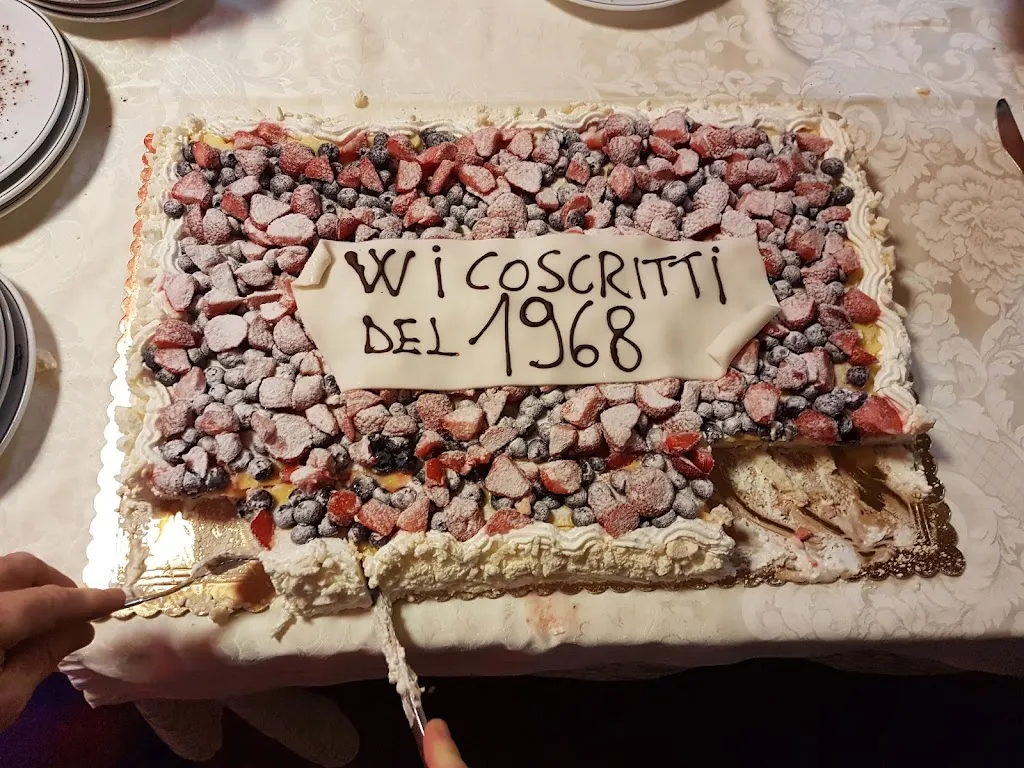 W i COSCRITTi
DEL 1968